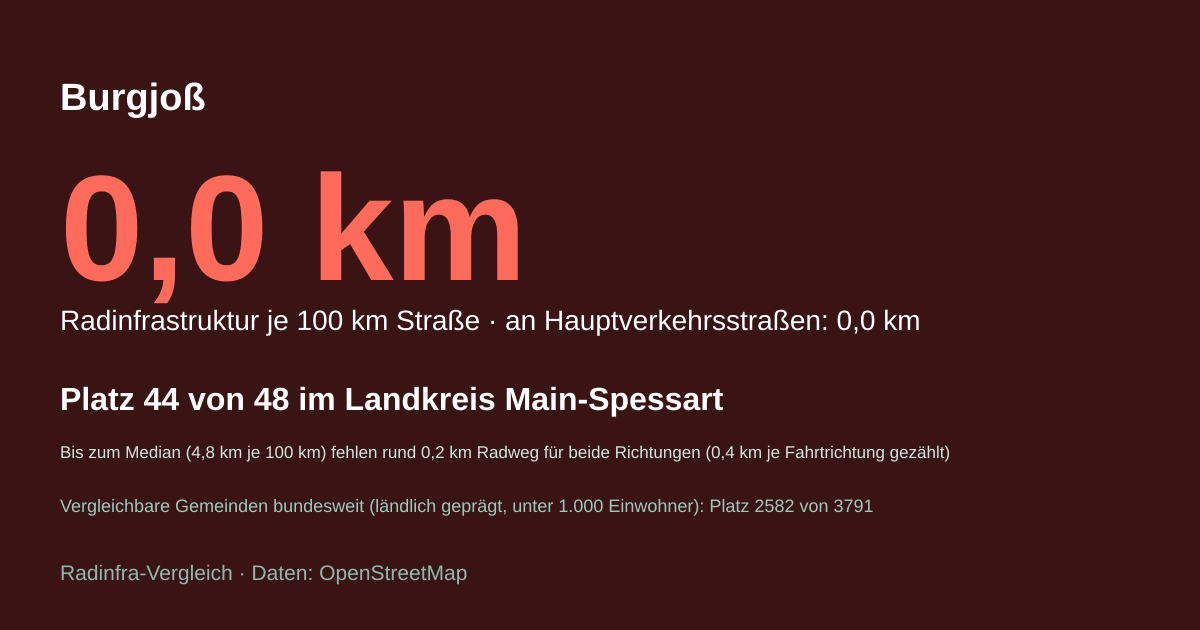 Burgjoß
0,0 km
Radinfrastruktur je 100 km Straße · an Hauptverkehrsstraßen: 0,0 km
Platz 44 von 48 im Landkreis Main-Spessart
Bis zum Median (4,8 km je 100 km) fehlen rund 0,2 km Radweg für beide Richtungen (0,4 km je Fahrtrichtung gezählt)
Vergleichbare Gemeinden bundesweit (ländlich geprägt, unter 1.000 Einwohner): Platz 2582 von 3791
Radinfra-Vergleich · Daten: OpenStreetMap